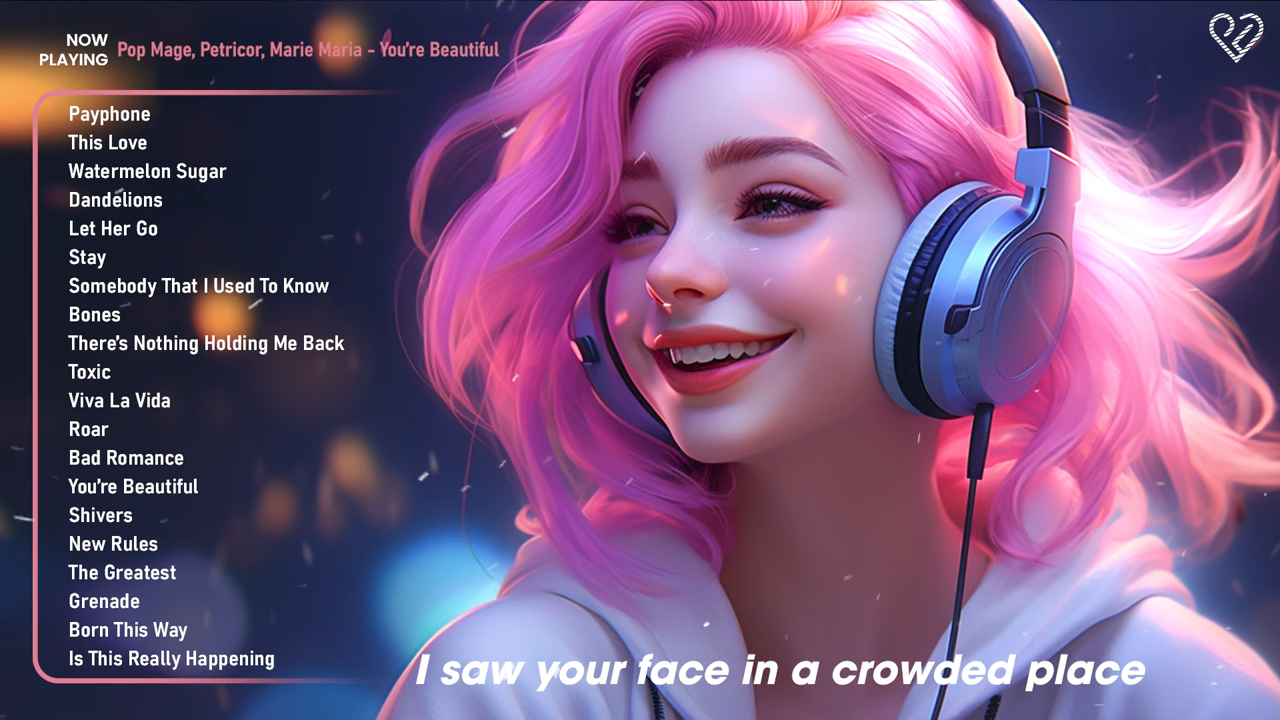 NOW
PLAYING
Pop Mage, Petricor, Marie Maria - You're Beautiful
Payphone
This Love
Watermelon Sugar
Dandelions
Let Her Go
Stay
Somebody That I Used To Know
Bones
There's Nothing Holding Me Back
Toxic
Viva La Vida
Roar
Bad Romance
You're Beautiful
Shivers
New Rules
The Greatest
Grenade
Born This Way
Is This Really Happening
I saw your face in a crowded place